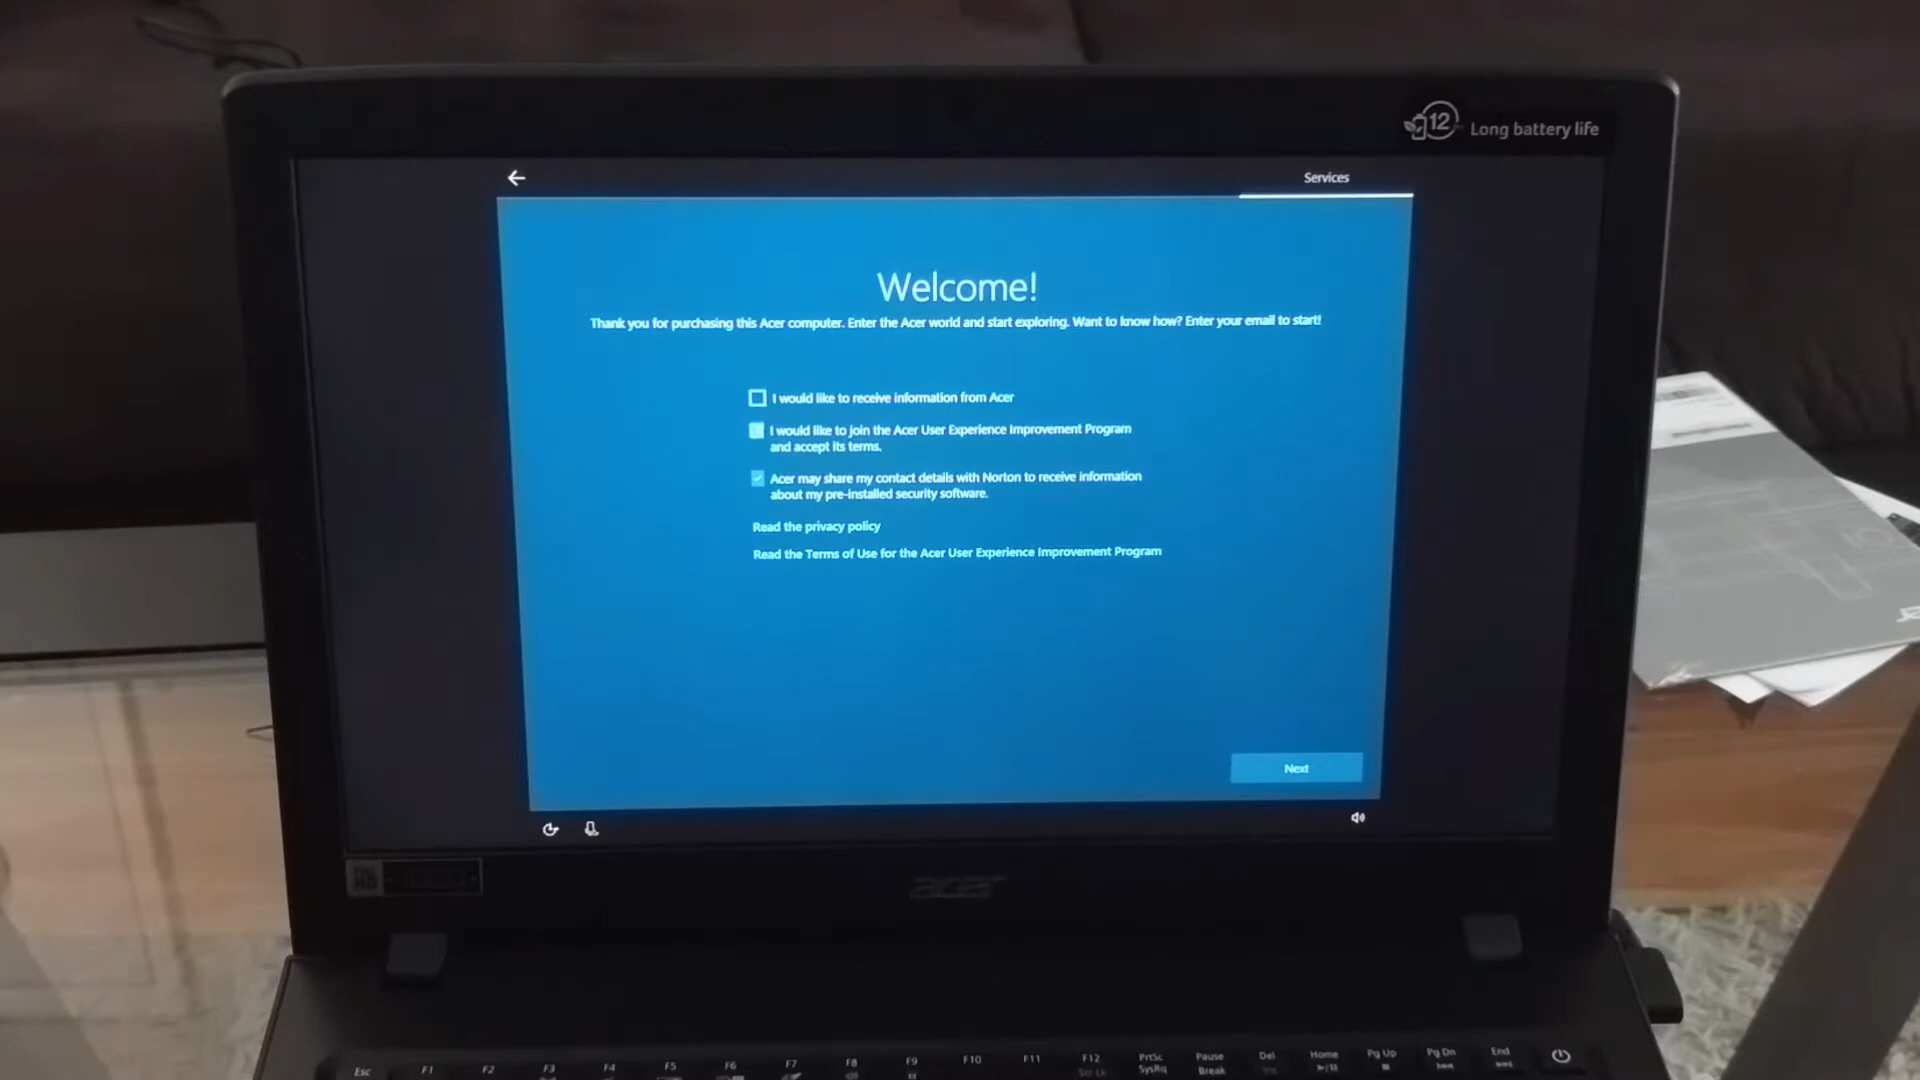 12
Long battery life
Services
Welcome!
Thank you for purchasing this Acer computer. Enter the Acer world and start exploring. Want to know how? Enter your email to start!
I would like to receive information from Acer
I would like to join the Acer User Experience Improvement Program
and accept its terms.
Acer may share my contact details with Norton to receive information
about my pre-installed security software.
Read the privacy policy
Read the Terms of Use for the Acer User Experience Improvement Program
Next
acer
Esc F1 F2 F3 F4 F5 F6 F7 F8 F9 F10 F11 F12 PrtSc Pause Del Home Pg Up Pg Dn End
SysRq Break